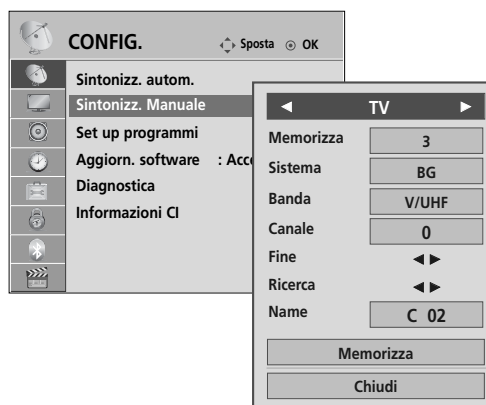 CONFIG.
Sposta OK
Sintonizz. autom.
Sintonizz. Manuale
Set up programmi
Aggiorn. software : Acce
Diagnostica
Informazioni CI
TV
Memorizza 3
Sistema BG
Banda V/UHF
Canale 0
Fine
Ricerca
Name C 02
Memorizza
Chiudi